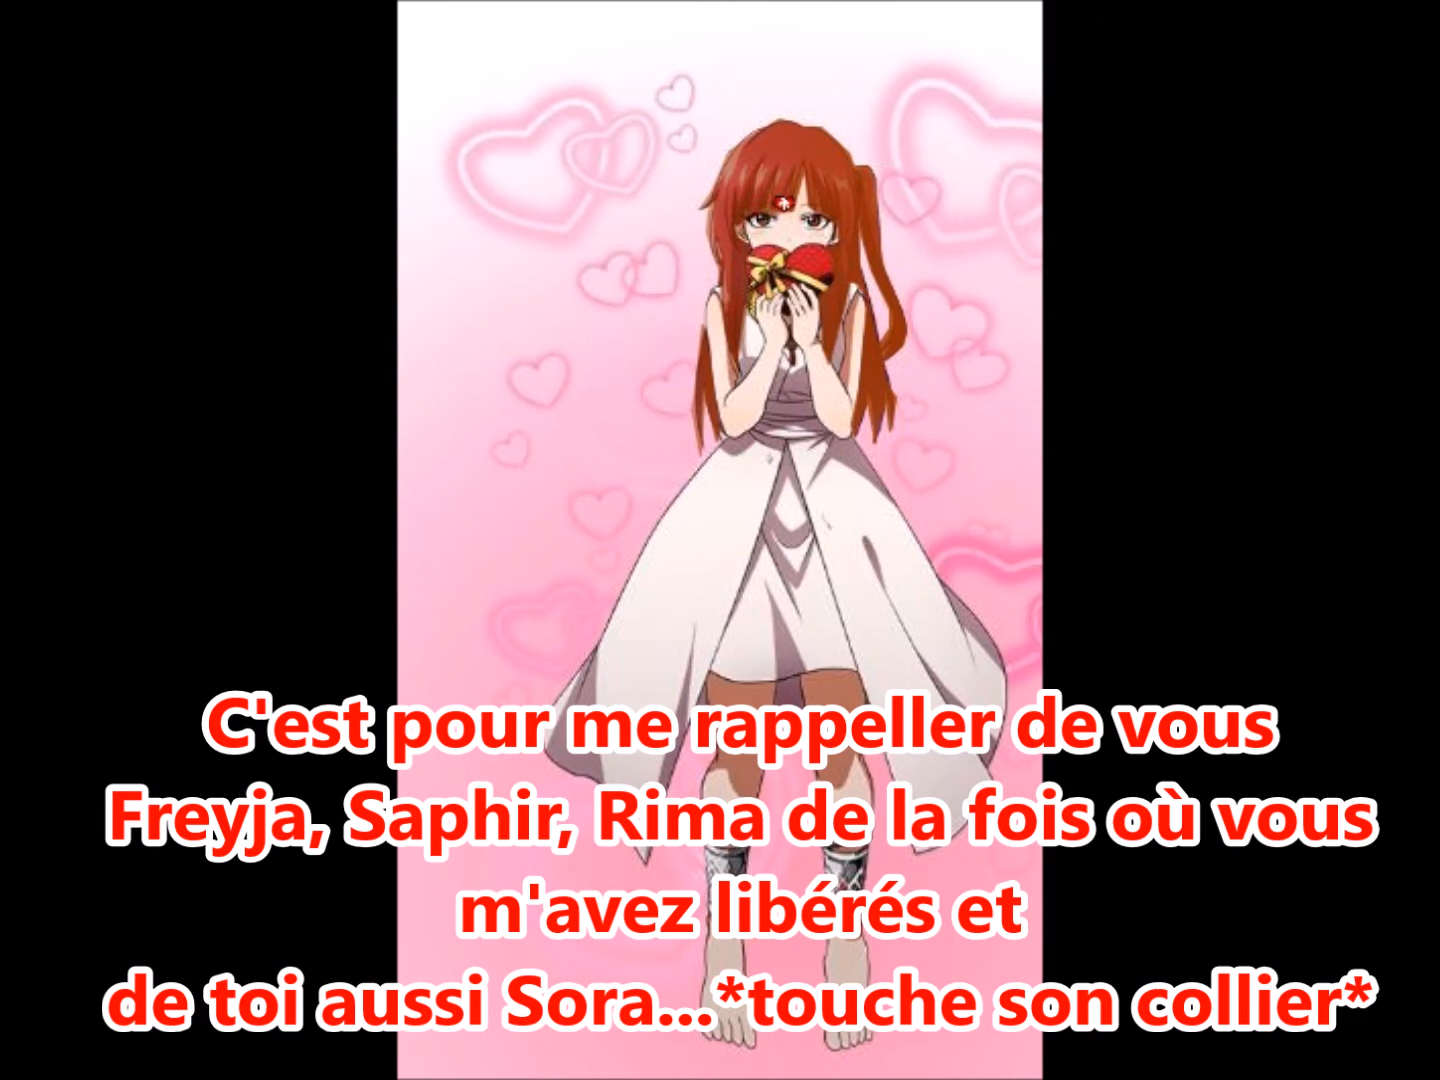 C'est pour me rappeller de vous
Freyja, Saphir, Rima de la fois où vous
m'avez libérés et
de toi aussi Sora...*touche son collier*